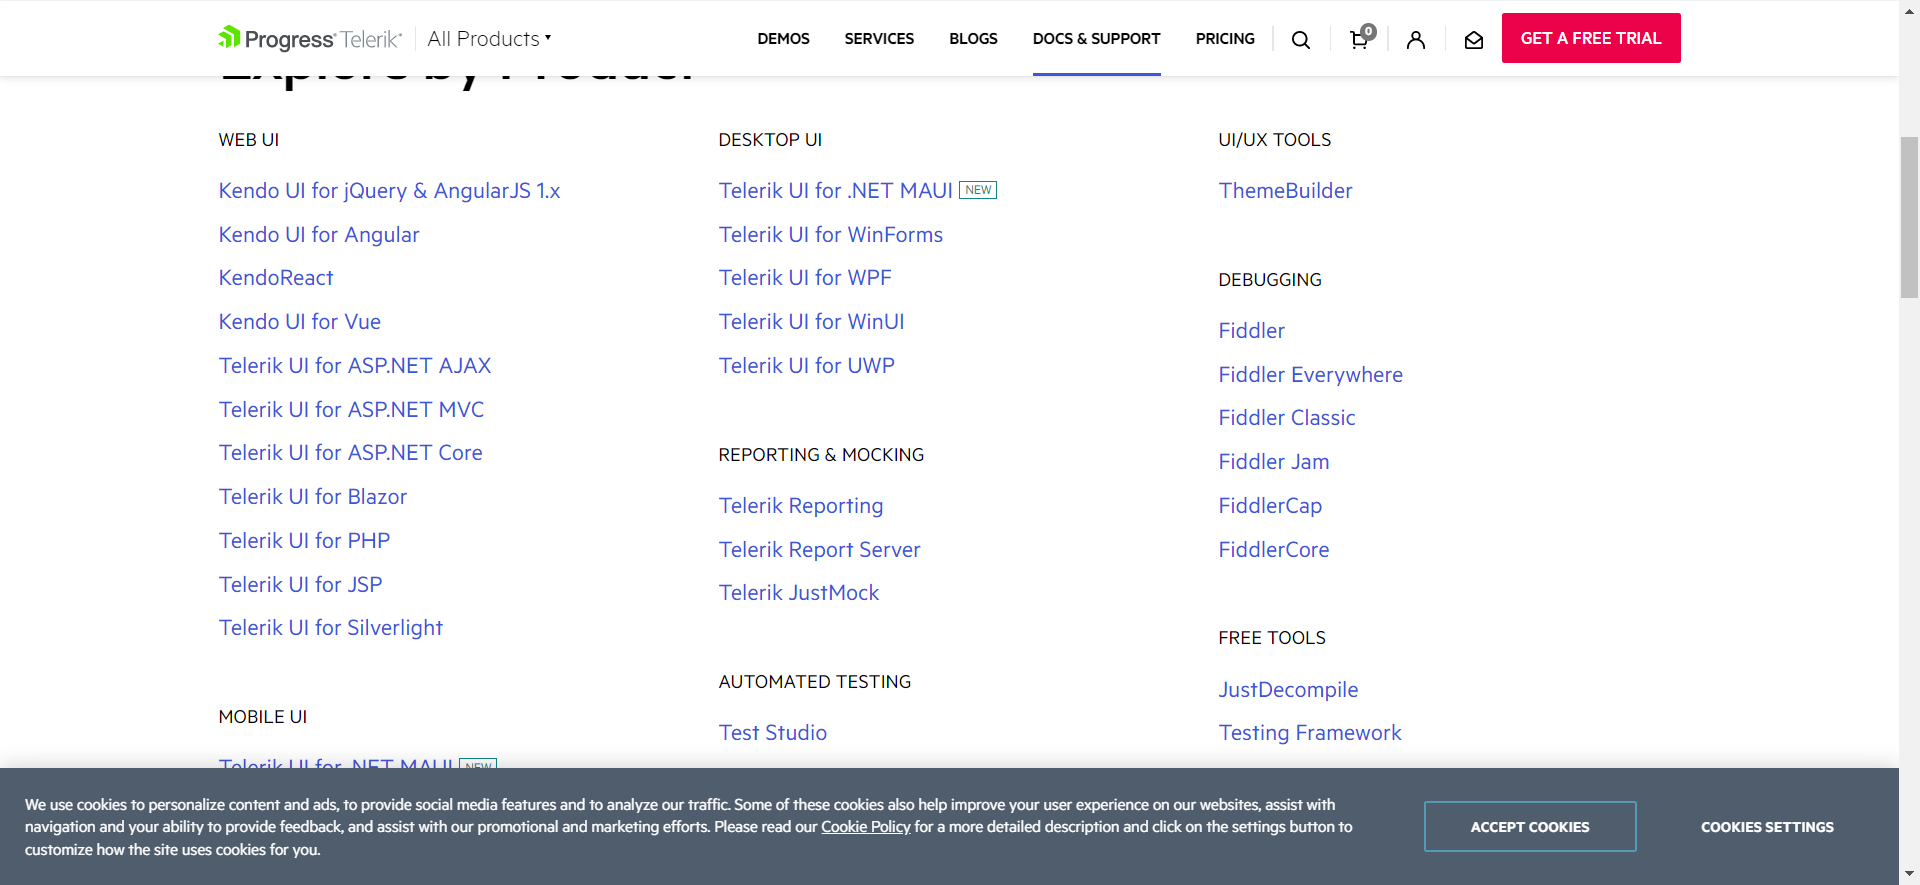 Progress Telerik
All Products
DEMOS
SERVICES
BLOGS
DOCS & SUPPORT
PRICING
0
GET A FREE TRIAL
Explore by Product
WEB UI
Kendo UI for jQuery & AngularJS 1.x
Kendo UI for Angular
KendoReact
Kendo UI for Vue
Telerik UI for ASP.NET AJAX
Telerik UI for ASP.NET MVC
Telerik UI for ASP.NET Core
Telerik UI for Blazor
Telerik UI for PHP
Telerik UI for JSP
Telerik UI for Silverlight
MOBILE UI
Telerik UI for .NET MAUI NEW
DESKTOP UI
Telerik UI for .NET MAUI NEW
Telerik UI for WinForms
Telerik UI for WPF
Telerik UI for WinUI
Telerik UI for UWP
REPORTING & MOCKING
Telerik Reporting
Telerik Report Server
Telerik JustMock
AUTOMATED TESTING
Test Studio
UI/UX TOOLS
ThemeBuilder
DEBUGGING
Fiddler
Fiddler Everywhere
Fiddler Classic
Fiddler Jam
FiddlerCap
FiddlerCore
FREE TOOLS
JustDecompile
Testing Framework
We use cookies to personalize content and ads, to provide social media features and to analyze our traffic. Some of these cookies also help improve your user experience on our websites, assist with
navigation and your ability to provide feedback, and assist with our promotional and marketing efforts. Please read our Cookie Policy for a more detailed description and click on the settings button to
customize how the site uses cookies for you.
ACCEPT COOKIES
COOKIES SETTINGS